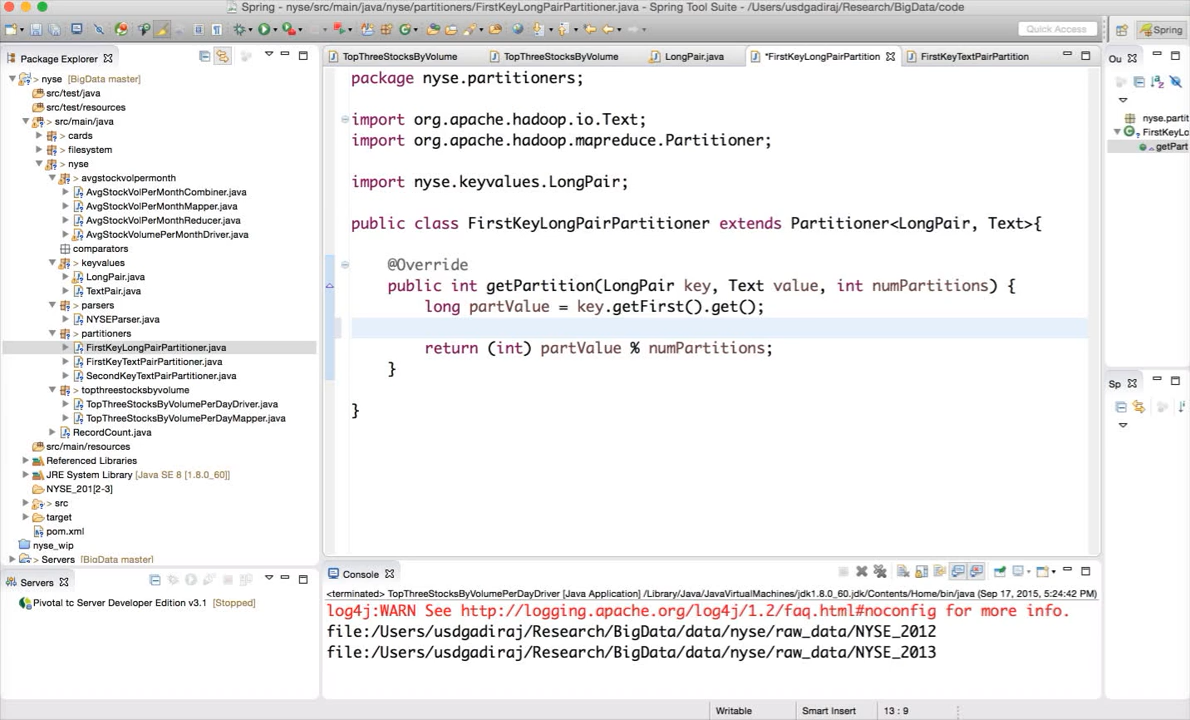 Spring - nyse/src/main/java/nyse/partitioners/FirstKeyLongPairPartitioner.java - Spring Tool Suite - /Users/usdgadiraj/Research/BigData/code
Quick Access
Spring
Package Explorer
> nyse [BigData master]
src/test/java
src/test/resources
> src/main/java
> cards
> filesystem
> nyse
> avgstockvolpermonth
> AvgStockVolPerMonthCombiner.java
> AvgStockVolPerMonthMapper.java
> AvgStockVolPerMonthReducer.java
> AvgStockVolumePerMonthDriver.java
comparators
> keyvalues
> LongPair.java
> TextPair.java
> parsers
> NYSEParser.java
> partitioners
> FirstKeyLongPairPartitioner.java
> FirstKeyTextPairPartitioner.java
> SecondKeyTextPairPartitioner.java
> topthreestocksbyvolume
> TopThreeStocksByVolumePerDayDriver.java
> TopThreeStocksByVolumePerDayMapper.java
> RecordCount.java
src/main/resources
Referenced Libraries
JRE System Library [Java SE 8 [1.8.0_60]]
NYSE_201[2-3]
> src
target
pom.xml
nyse_wip
> Servers [BigData master]
Servers
Pivotal tc Server Developer Edition v3.1 [Stopped]
TopThreeStocksByVolume
TopThreeStocksByVolume
LongPair.java
*FirstKeyLongPairPartition
FirstKeyTextPairPartition
package nyse.partitioners;
import org.apache.hadoop.io.Text;
import org.apache.hadoop.mapreduce.Partitioner;
import nyse.keyvalues.LongPair;
public class FirstKeyLongPairPartitioner extends Partitioner<LongPair, Text>{
@Override
public int getPartition(LongPair key, Text value, int numPartitions) {
long partValue = key.getFirst().get();
return (int) partValue % numPartitions;
}
}
Console
<terminated> TopThreeStocksByVolumePerDayDriver [Java Application] /Library/Java/JavaVirtualMachines/jdk1.8.0_60.jdk/Contents/Home/bin/java (Sep 17, 2015, 5:24:42 PM)
log4j:WARN See http://logging.apache.org/log4j/1.2/faq.html#noconfig for more info.
file:/Users/usdgadiraj/Research/BigData/data/nyse/raw_data/NYSE_2012
file:/Users/usdgadiraj/Research/BigData/data/nyse/raw_data/NYSE_2013
Ou
nyse.partit
FirstKeyLo
getPart
Sp
Writable
Smart Insert
13 : 9